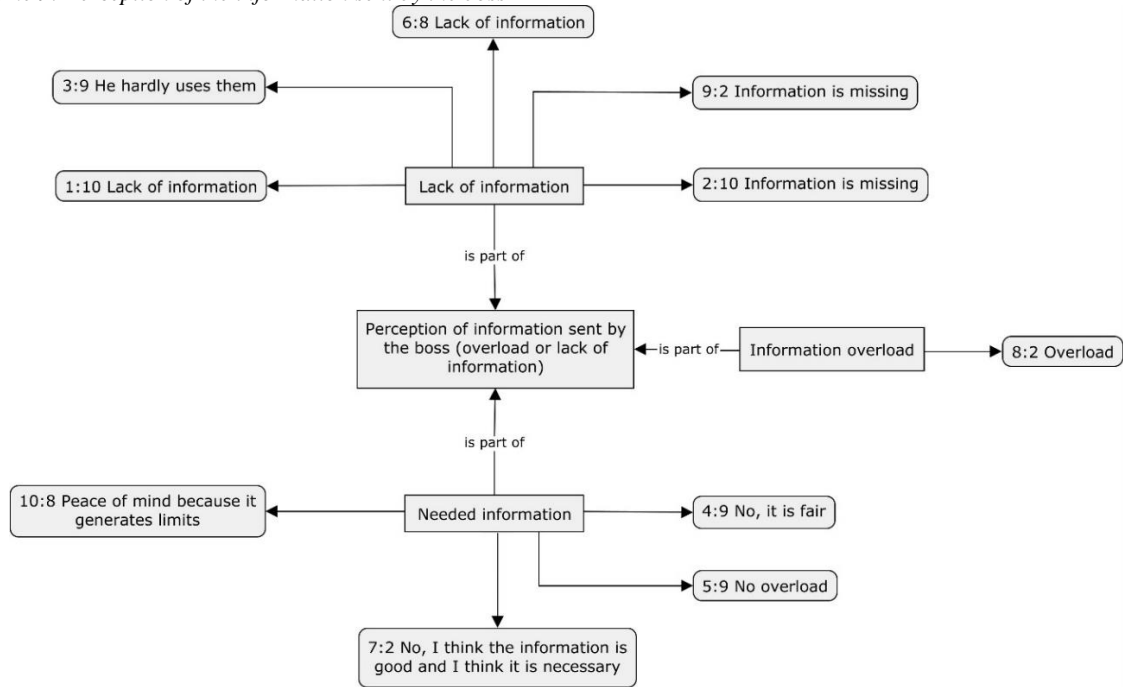 6:8 Lack of information
3:9 He hardly uses them
9:2 Information is missing
1:10 Lack of information
Lack of information
2:10 Information is missing
is part of
Perception of information sent by
the boss (overload or lack of
information)
is part of
Information overload
8:2 Overload
is part of
10:8 Peace of mind because it
generates limits
Needed information
4:9 No, it is fair
5:9 No overload
7:2 No, I think the information is
good and I think it is necessary